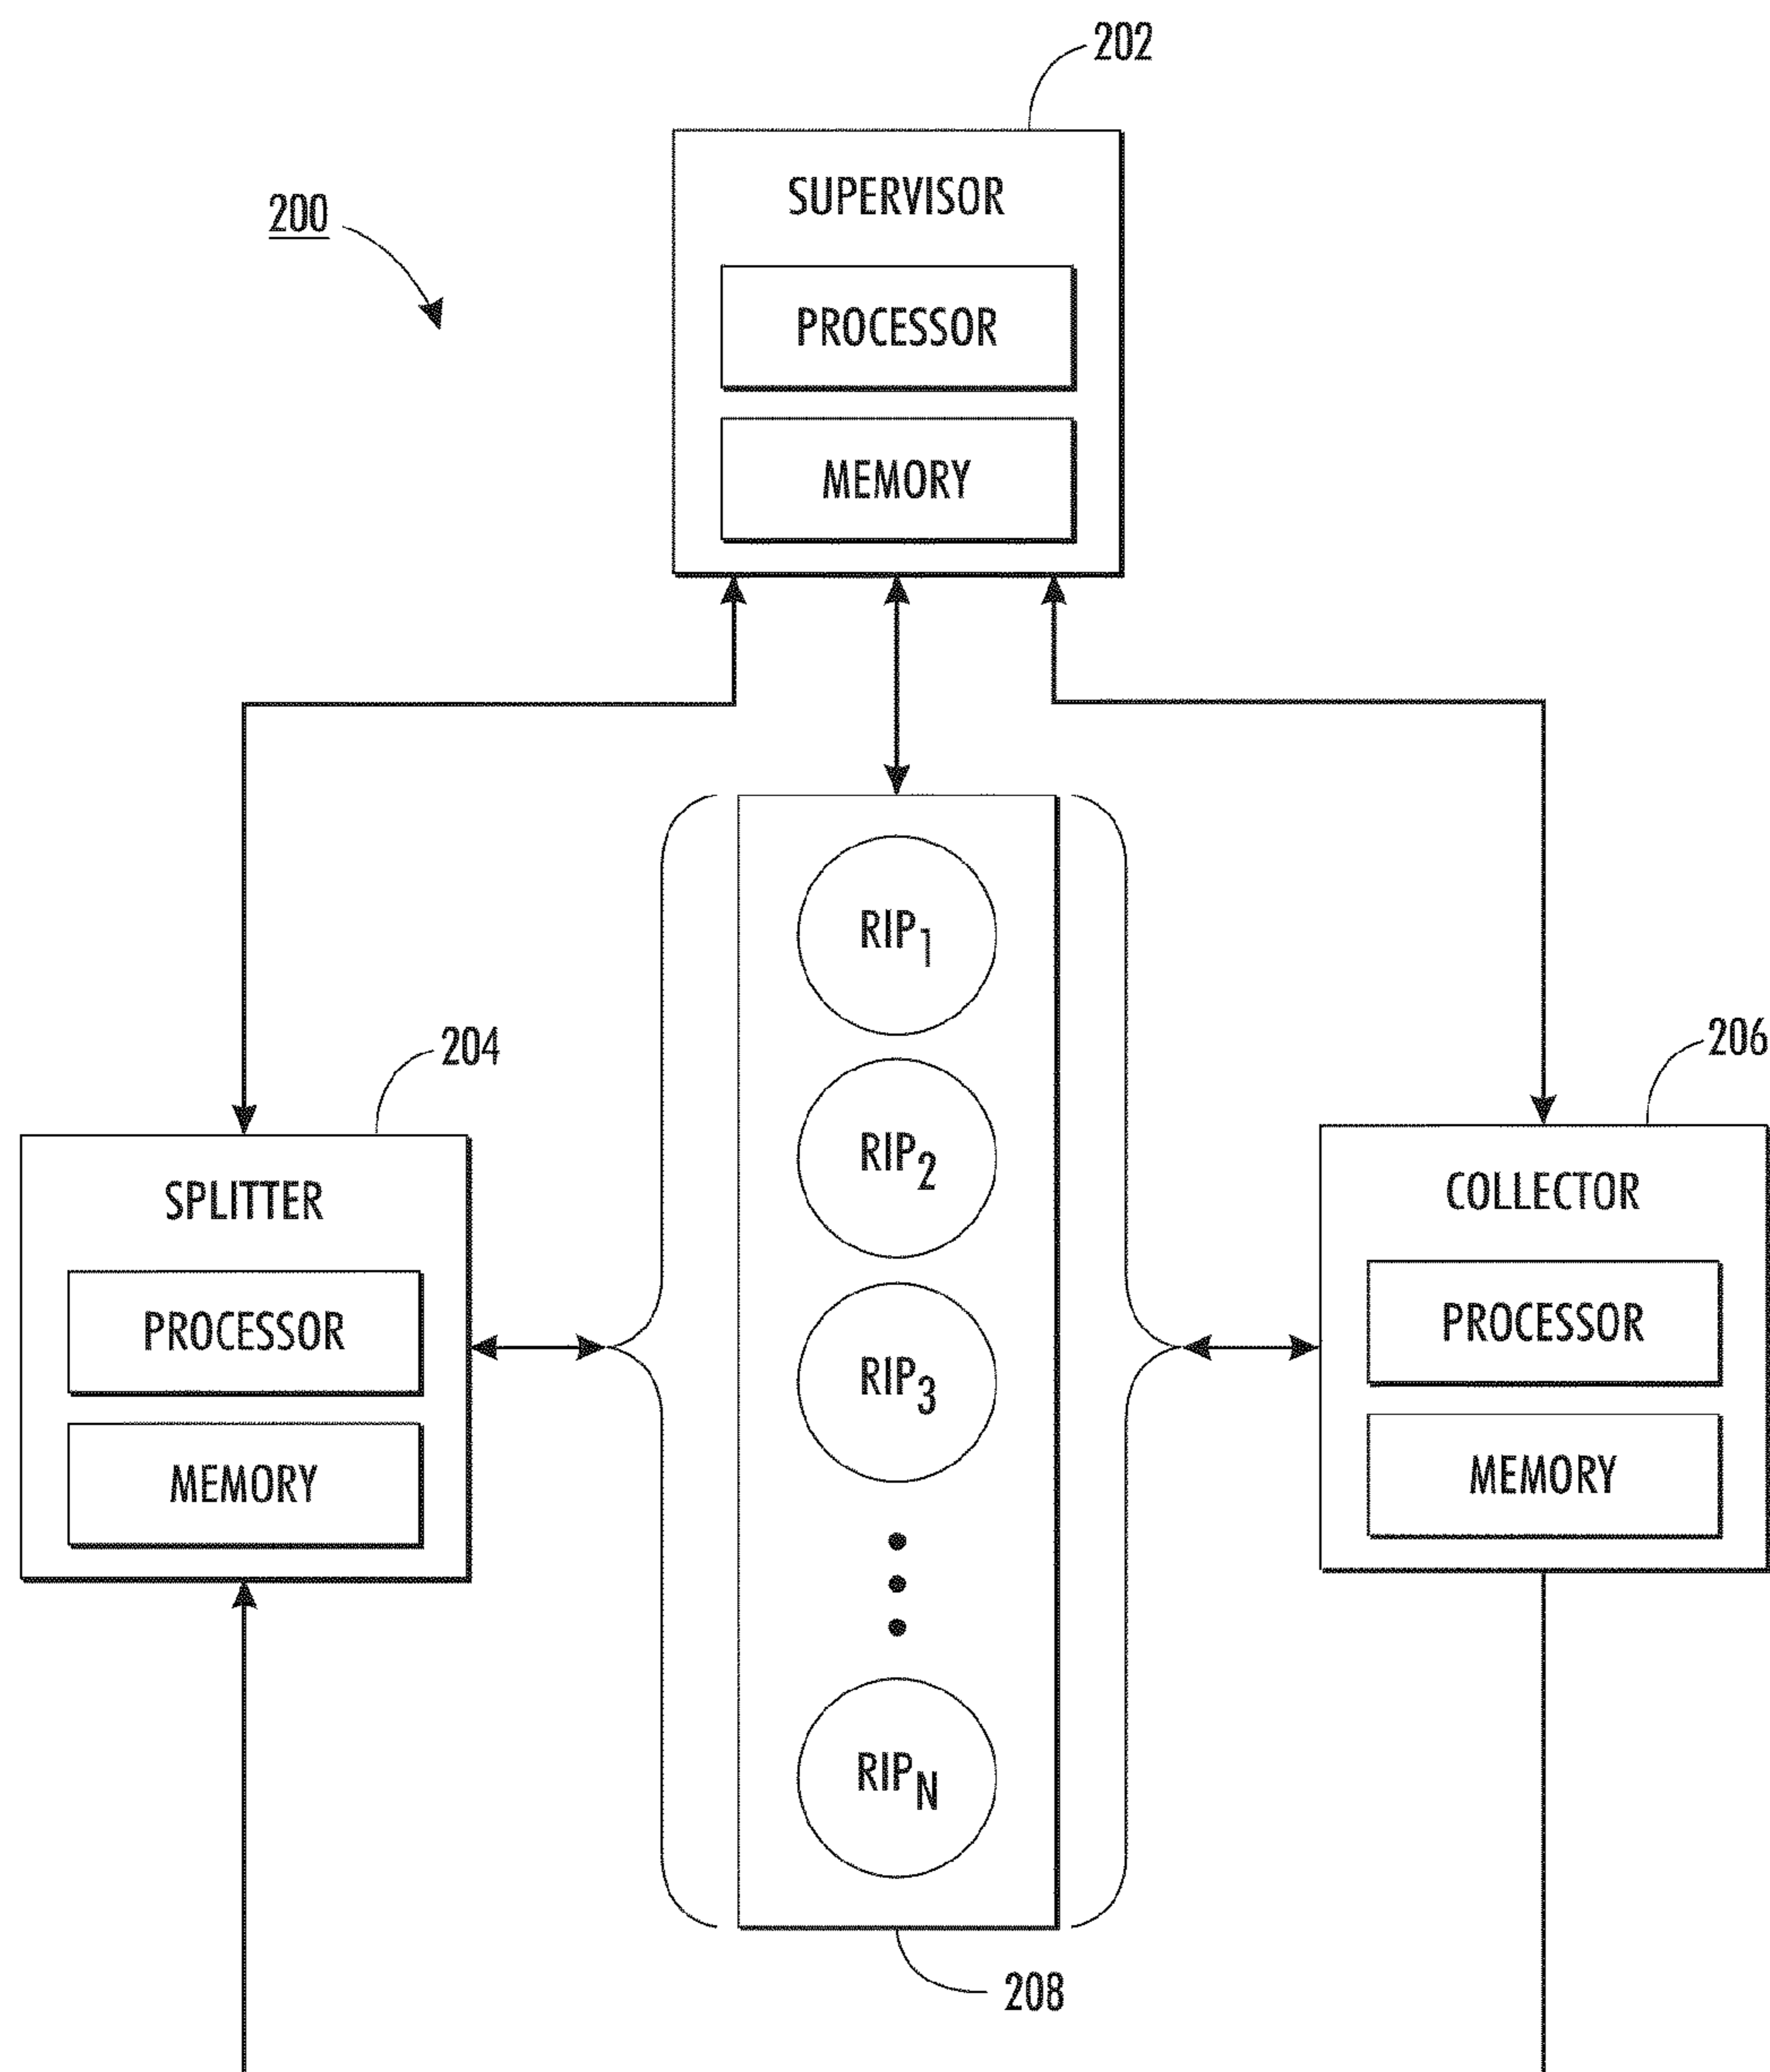 202
200
SUPERVISOR
PROCESSOR
MEMORY
RIP1
RIP2
RIP3
RIPN
204
SPLITTER
PROCESSOR
MEMORY
206
COLLECTOR
PROCESSOR
MEMORY
208